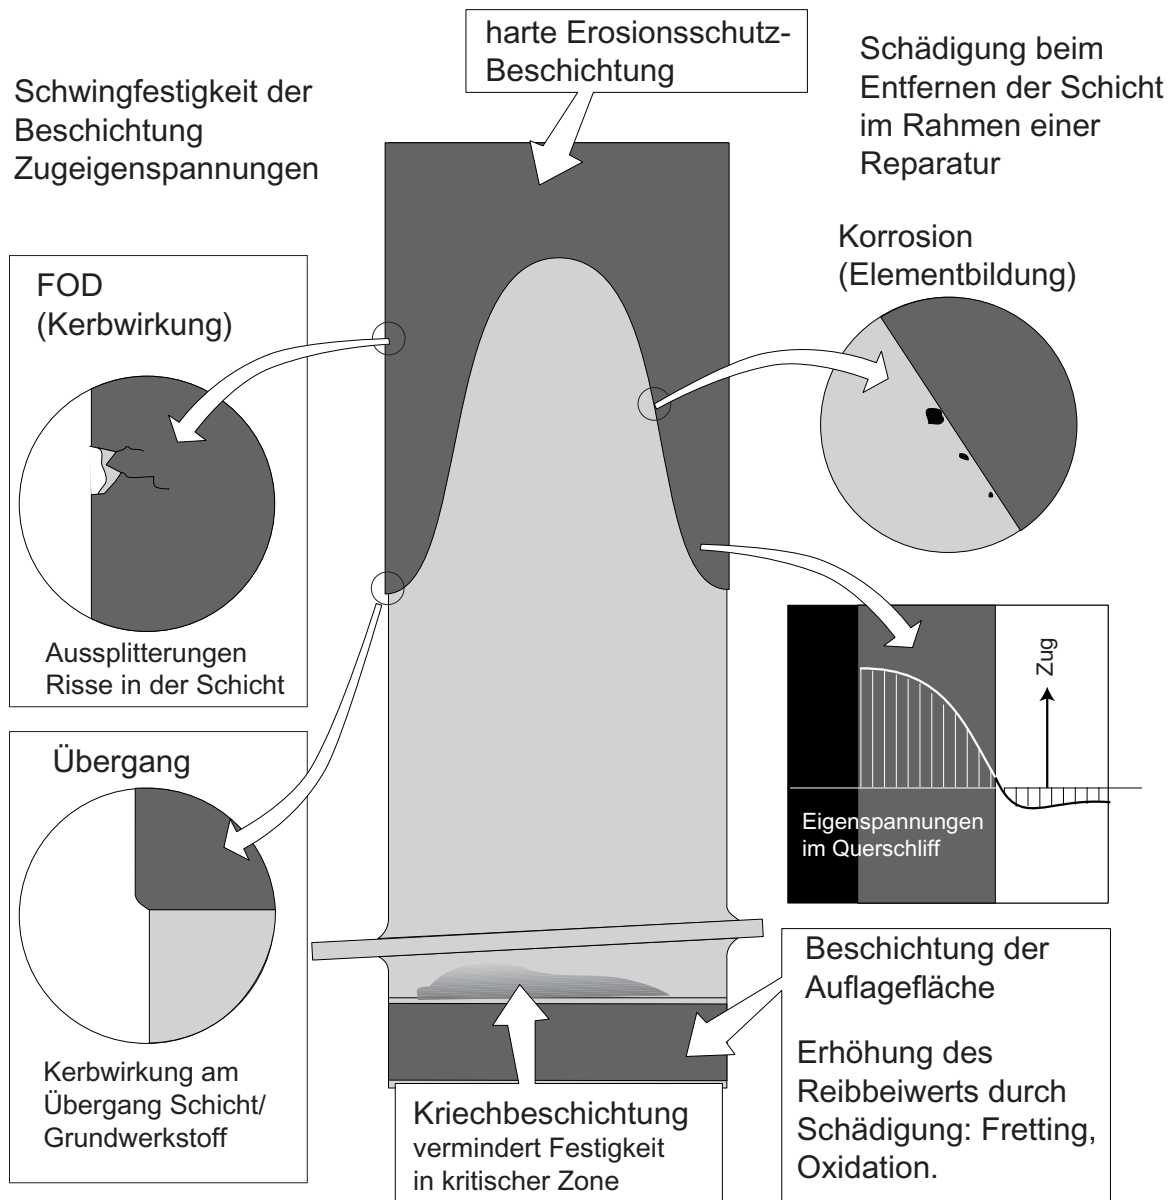 harte Erosionsschutz-
Beschichtung
Schwingfestigkeit der
Beschichtung
Zugeigenspannungen
Schädigung beim
Entfernen der Schicht
im Rahmen einer
Reparatur
FOD
(Kerbwirkung)
Aussplitterungen
Risse in der Schicht
Korrosion
(Elementbildung)
Zug
Eigenspannungen
im Querschliff
Übergang
Kerbwirkung am
Übergang Schicht/
Grundwerkstoff
Kriechbeschichtung
vermindert Festigkeit
in kritischer Zone
Beschichtung der
Auflagefläche
Erhöhung des
Reibbeiwerts durch
Schädigung: Fretting,
Oxidation.